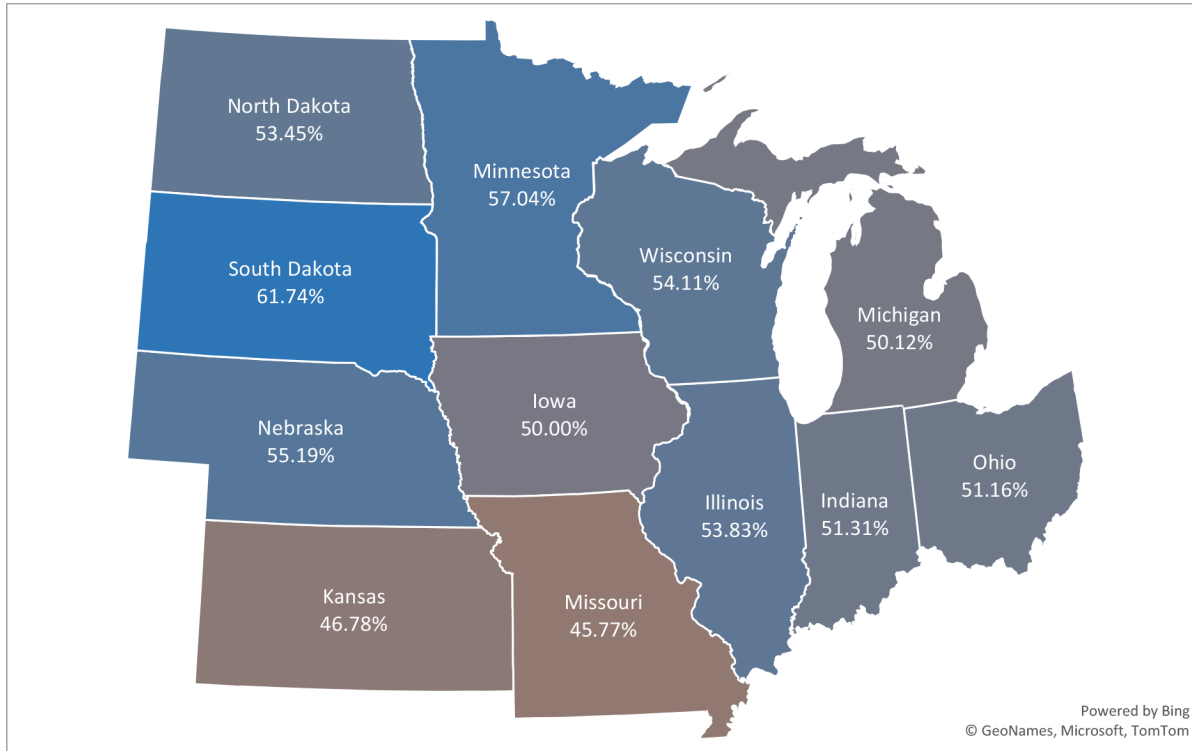 North Dakota
53.45%
Minnesota
57.04%
South Dakota
61.74%
Wisconsin
54.11%
Michigan
50.12%
Iowa
50.00%
Nebraska
55.19%
Ohio
51.16%
Illinois
53.83%
Indiana
51.31%
Kansas
46.78%
Missouri
45.77%
Powered by Bing
© GeoNames, Microsoft, TomTom